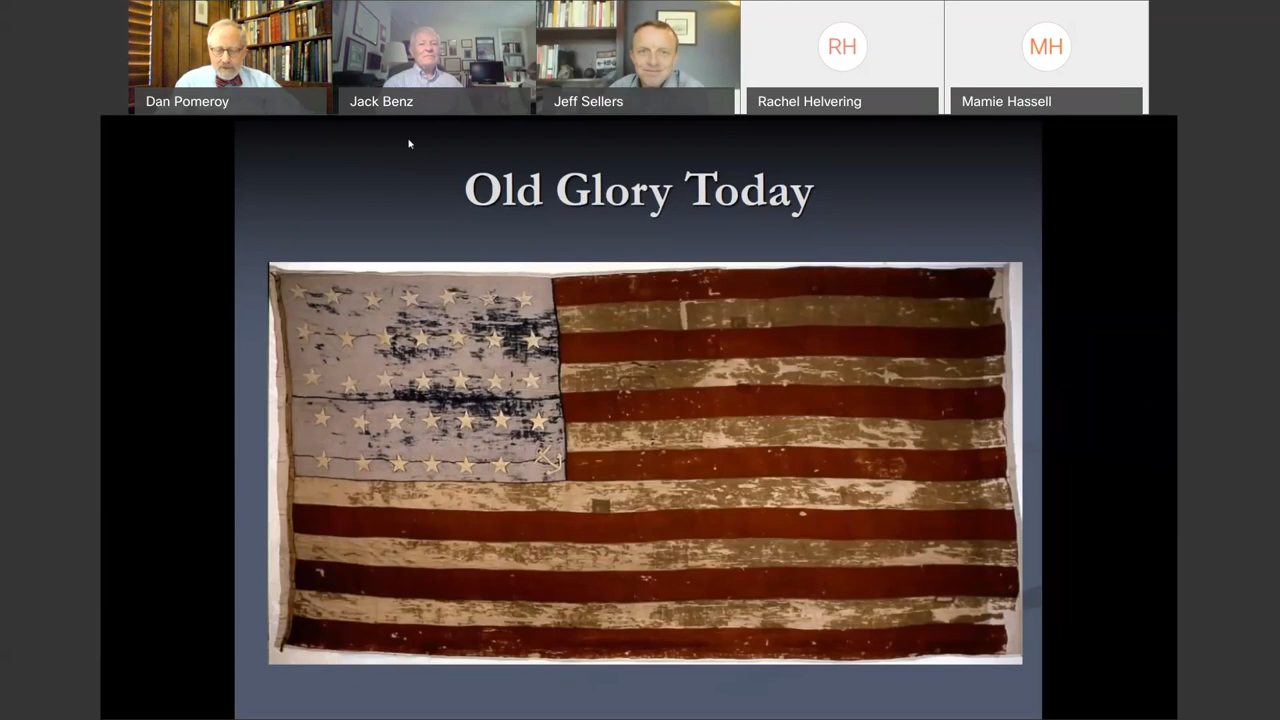 RH
MH
Dan Pomeroy
Jack Benz
Jeff Sellers
Rachel Helvering
Mamie Hassell
Old Glory Today